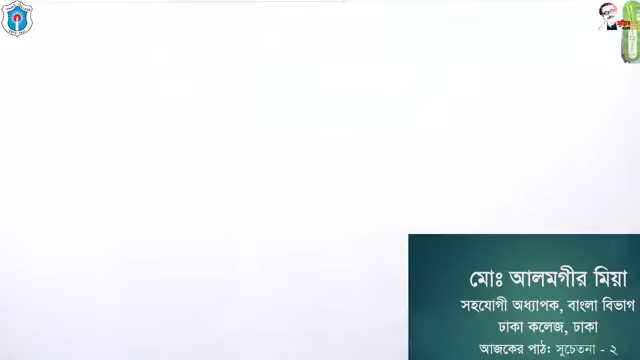 মোঃ আলমগীর মিয়া
সহযোগী অধ্যাপক, বাংলা বিভাগ
ঢাকা কলেজ, ঢাকা
আজকের পাঠ: সুচেতনা - ২